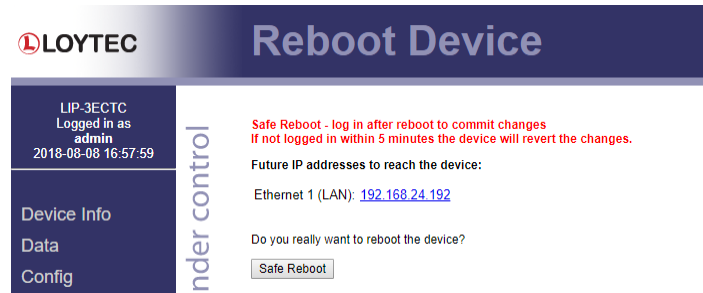 LOYTEC
Reboot Device
LIP-3ECTC
Logged in as
admin
2018-08-08 16:57:59
Device Info
Data
Config
nder control
Safe Reboot - log in after reboot to commit changes
If not logged in within 5 minutes the device will revert the changes.
Future IP addresses to reach the device:
Ethernet 1 (LAN): 192.168.24.192
Do you really want to reboot the device?
Safe Reboot